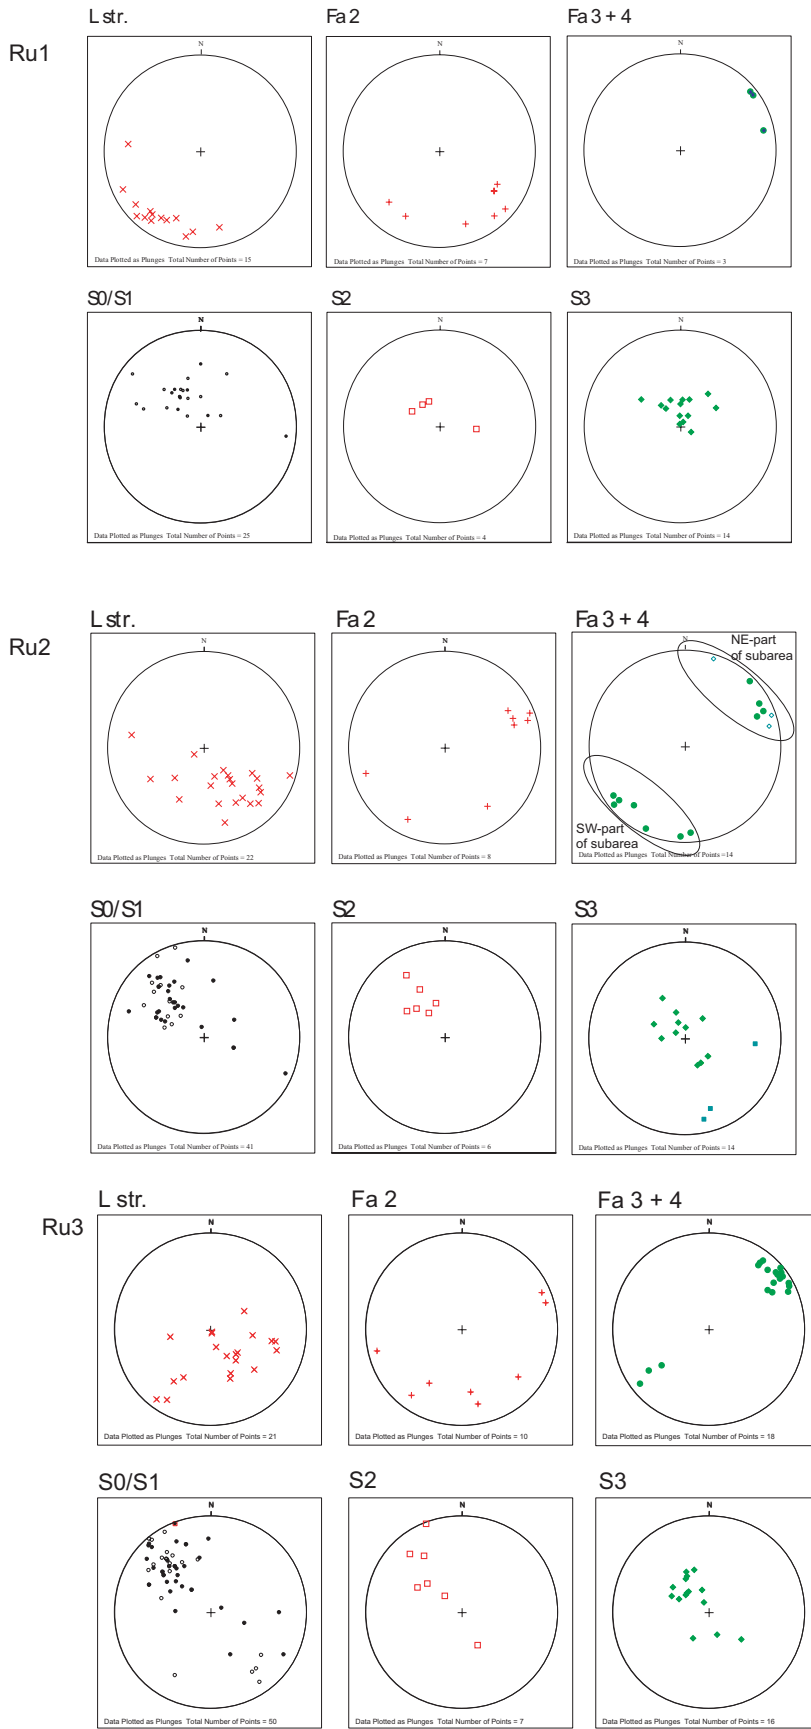 L str.
Fa 2
Fa 3 + 4
Ru1
N
N
N
Data Plotted as Plunges Total Number of Points = 15
Data Plotted as Plunges Total Number of Points = 7
Data Plotted as Plunges Total Number of Points = 3
S0/S1
S2
S3
N
N
N
Data Plotted as Plunges Total Number of Points = 25
Data Plotted as Plunges Total Number of Points = 4
Data Plotted as Plunges Total Number of Points = 14
L str.
Fa 2
Fa 3 + 4
Ru2
N
N
N
NE-part
of subarea
SW-part
of subarea
Data Plotted as Plunges Total Number of Points = 22
Data Plotted as Plunges Total Number of Points = 8
Data Plotted as Plunges Total Number of Points =14
S0/S1
S2
S3
N
N
N
Data Plotted as Plunges Total Number of Points = 41
Data Plotted as Plunges Total Number of Points = 6
Data Plotted as Plunges Total Number of Points = 14
L str.
Fa 2
Fa 3 + 4
Ru3
N
N
N
Data Plotted as Plunges Total Number of Points = 21
Data Plotted as Plunges Total Number of Points = 10
Data Plotted as Plunges Total Number of Points = 18
S0/S1
S2
S3
N
N
N
Data Plotted as Plunges Total Number of Points = 50
Data Plotted as Plunges Total Number of Points = 7
Data Plotted as Plunges Total Number of Points = 16